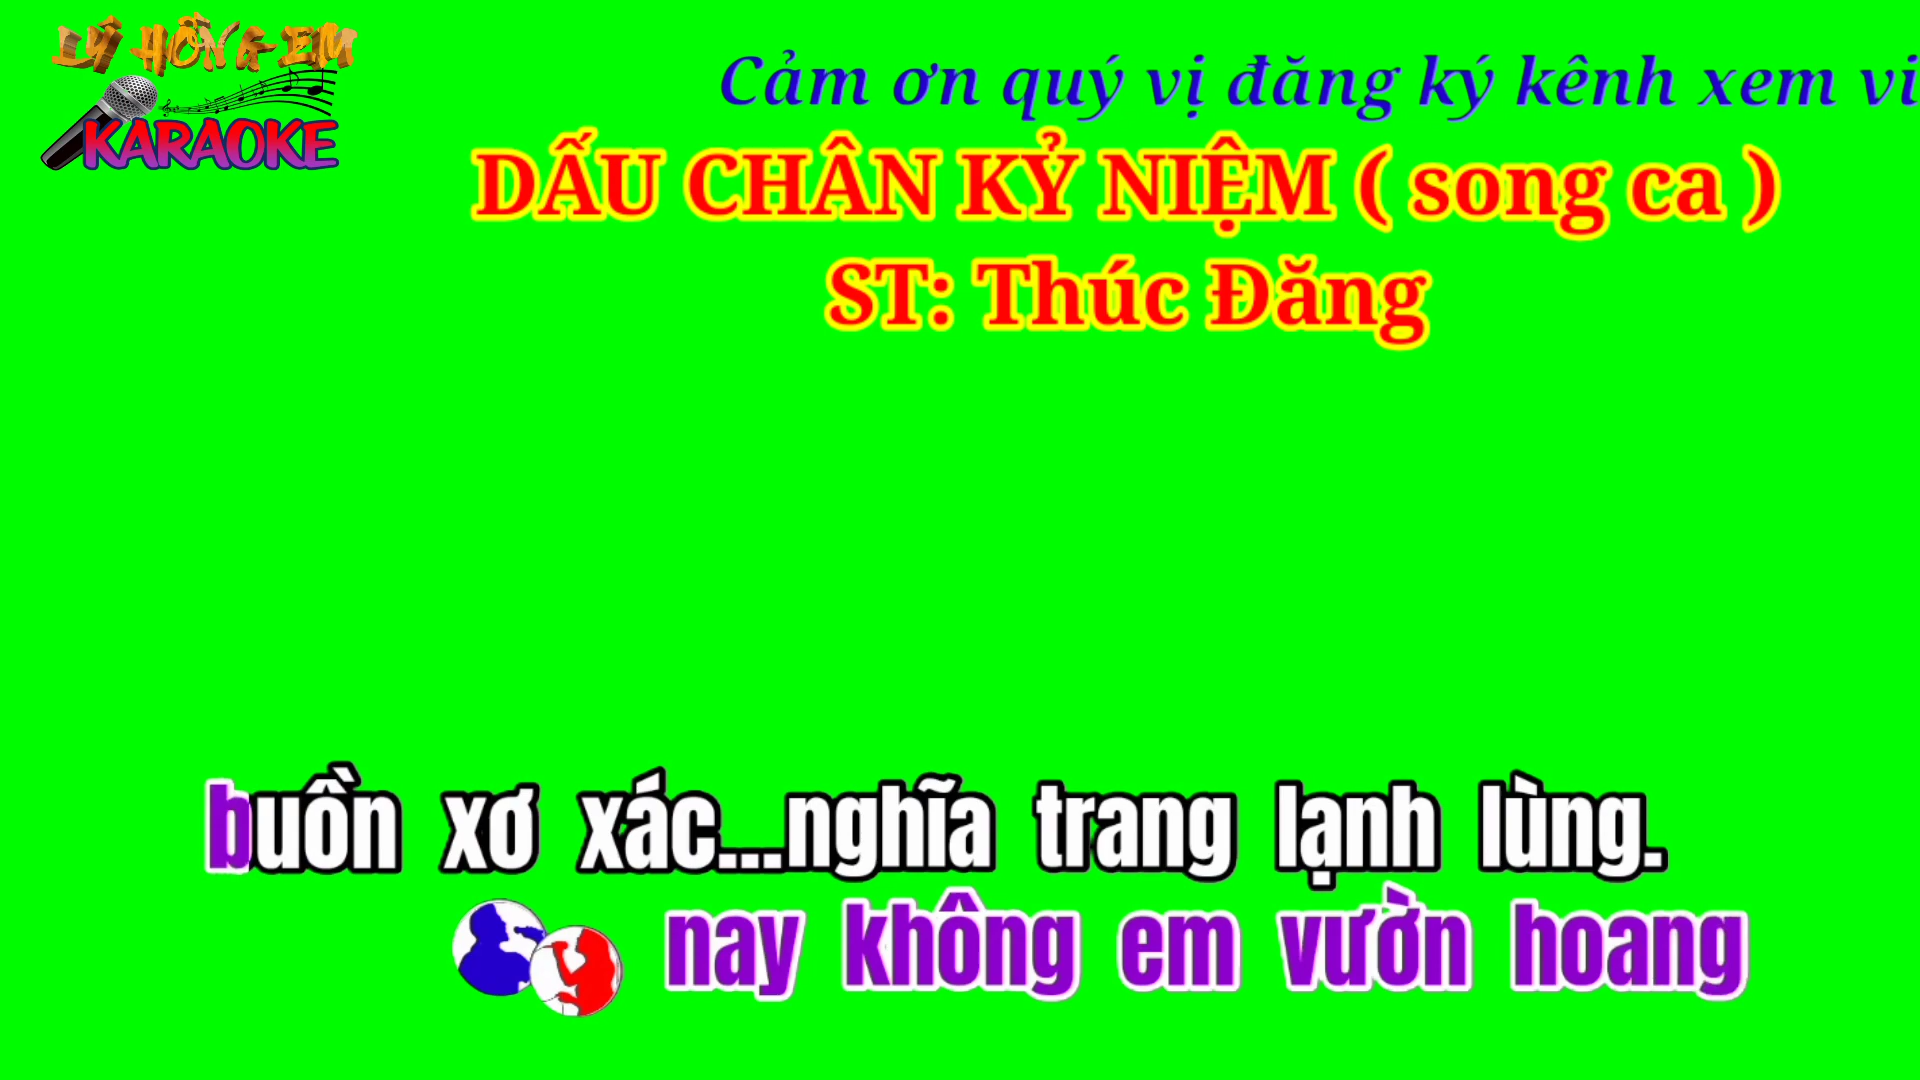 LÝ HỒNG EM
KARAOKE
Cảm ơn quý vị đăng ký kênh xem vi
DẤU CHÂN KỶ NIỆM ( song ca )
ST: Thúc Đăng
buồn xơ xác...nghĩa trang lạnh lùng.
nay không em vườn hoang